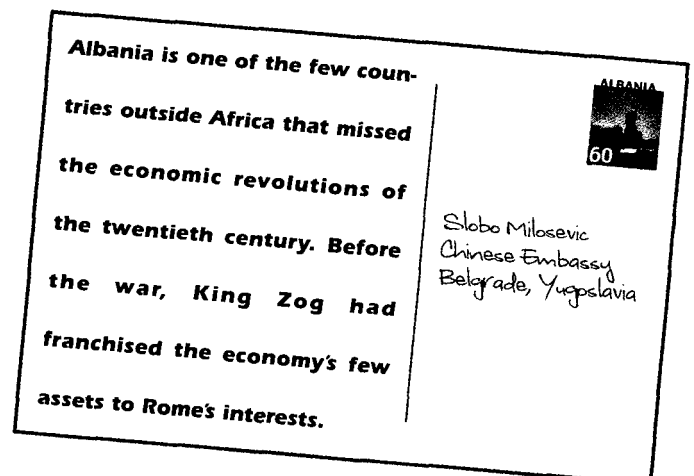 Albania is one of the few coun-
tries outside Africa that missed
the economic revolutions of
the twentieth century. Before
the war, King Zog had
franchised the economy's few
assets to Rome's interests.
ALBANIA
60
Slobo Milosevic
Chinese Embassy
Belgrade, Yugoslavia